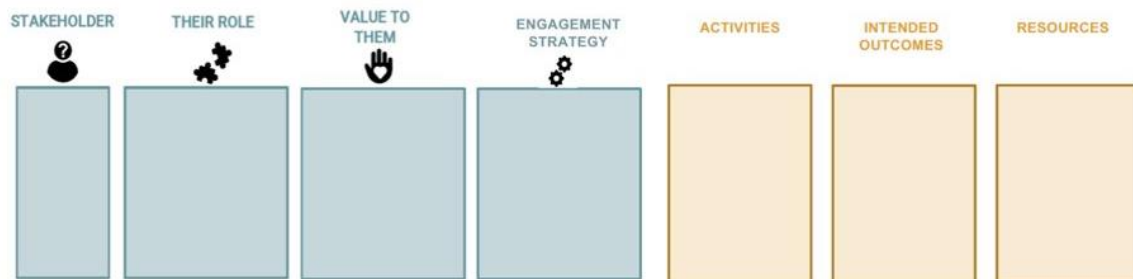 STAKEHOLDER
THEIR ROLE
VALUE TO
THEM
ENGAGEMENT
STRATEGY
ACTIVITIES
INTENDED
OUTCOMES
RESOURCES
?